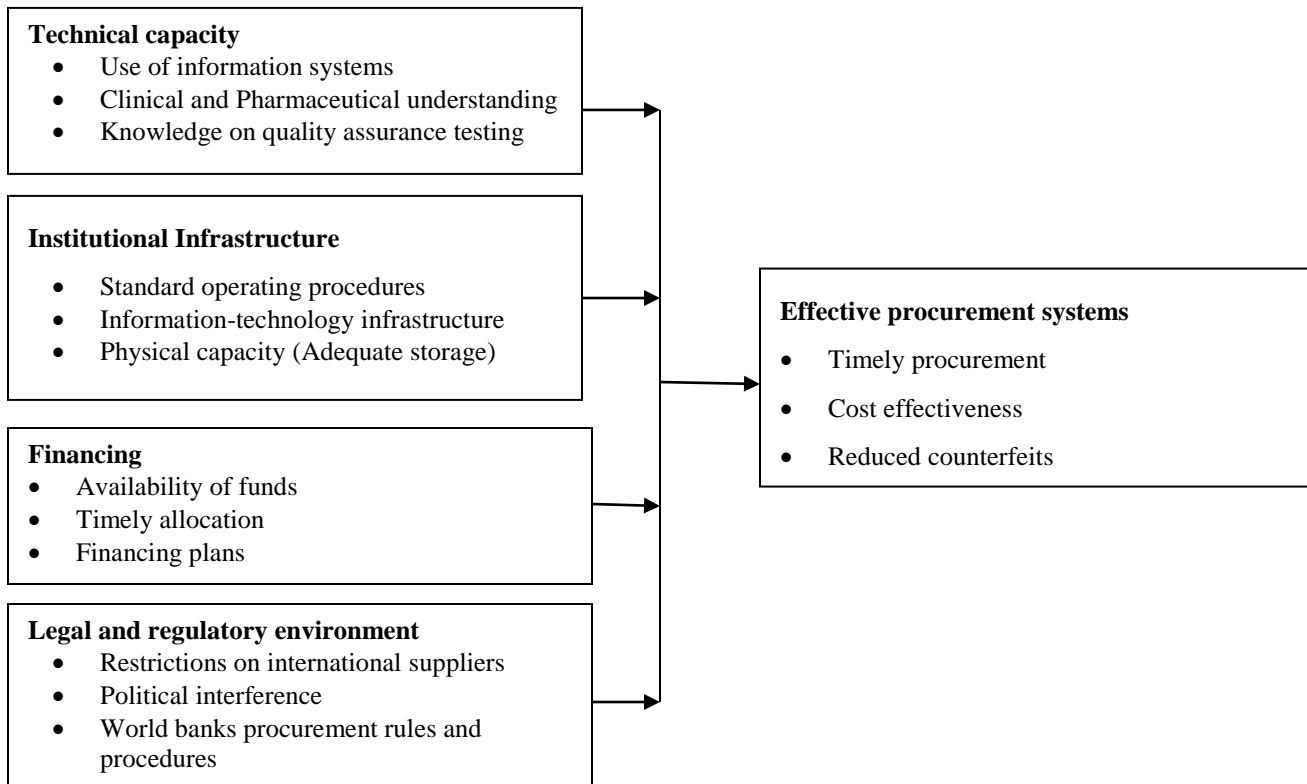 Technical capacity
• Use of information systems
• Clinical and Pharmaceutical understanding
• Knowledge on quality assurance testing
Institutional Infrastructure
• Standard operating procedures
• Information-technology infrastructure
• Physical capacity (Adequate storage)
Financing
• Availability of funds
• Timely allocation
• Financing plans
Legal and regulatory environment
• Restrictions on international suppliers
• Political interference
• World banks procurement rules and
procedures
Effective procurement systems
• Timely procurement
• Cost effectiveness
• Reduced counterfeits